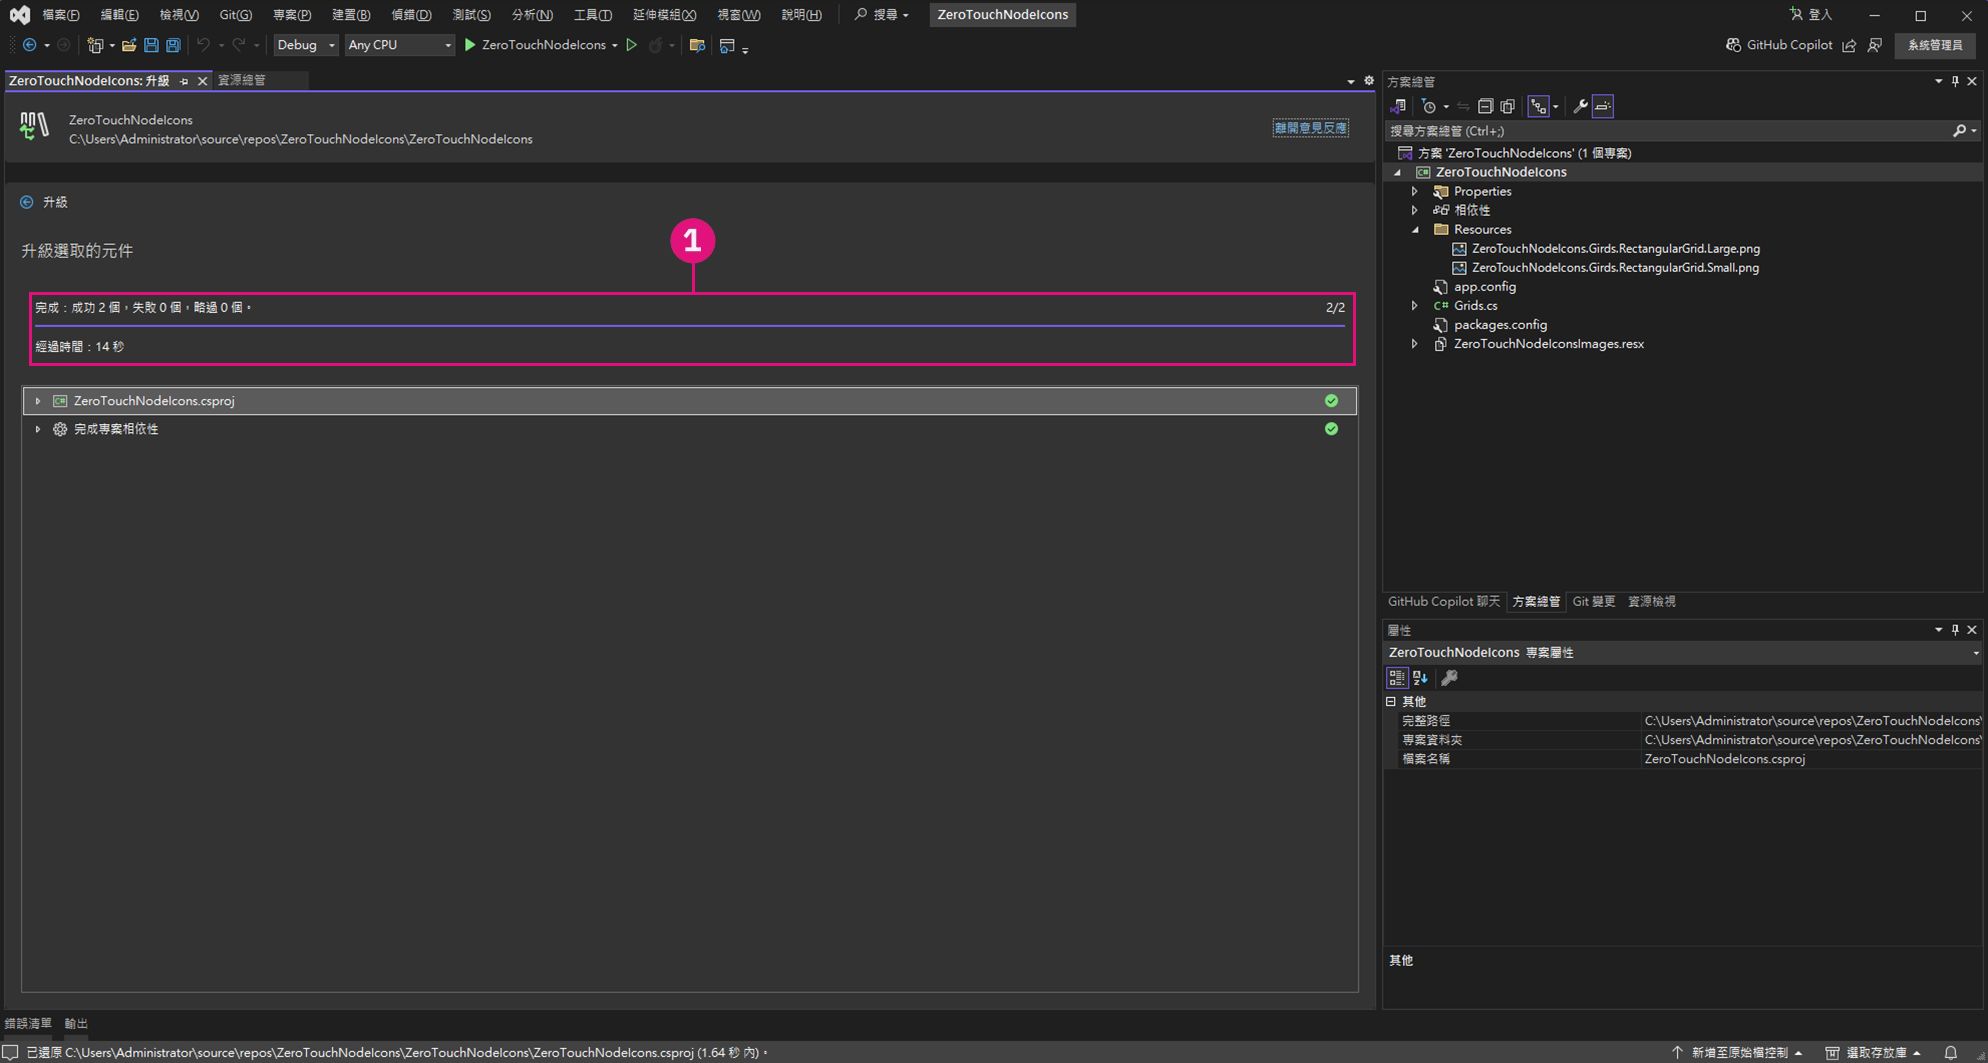 檔案(F) 編輯(E) 檢視(V) Git(G) 專案(P) 建置(B) 偵錯(D) 測試(S) 分析(N) 工具(T) 延伸模組(X) 視窗(W) 說明(H) 搜尋 ZeroTouchNodeIcons 登入
Debug Any CPU ZeroTouchNodeIcons GitHub Copilot 系統管理員
ZeroTouchNodeIcons: 升級 資源總管
ZeroTouchNodeIcons
C:\Users\Administrator\source\repos\ZeroTouchNodeIcons\ZeroTouchNodeIcons
離開意見反應
升級
升級選取的元件
1
完成：成功 2 個，失敗 0 個，略過 0 個。 2/2
經過時間：14 秒
C# ZeroTouchNodeIcons.csproj
完成專案相依性
方案總管
搜尋方案總管 (Ctrl+;)
方案 'ZeroTouchNodeIcons' (1 個專案)
C# ZeroTouchNodeIcons
Properties
相依性
Resources
ZeroTouchNodeIcons.Girds.RectangularGrid.Large.png
ZeroTouchNodeIcons.Girds.RectangularGrid.Small.png
app.config
C# Grids.cs
packages.config
ZeroTouchNodeIconsImages.resx
GitHub Copilot 聊天 方案總管 Git 變更 資源檢視
屬性
ZeroTouchNodeIcons 專案屬性
其他
完整路徑 C:\Users\Administrator\source\repos\ZeroTouchNodeIcons\
專案資料夾 C:\Users\Administrator\source\repos\ZeroTouchNodeIcons\
檔案名稱 ZeroTouchNodeIcons.csproj
其他
錯誤清單 輸出
已還原 C:\Users\Administrator\source\repos\ZeroTouchNodeIcons\ZeroTouchNodeIcons\ZeroTouchNodeIcons.csproj (1.64 秒 內)。 新增至原始檔控制 選取存放庫